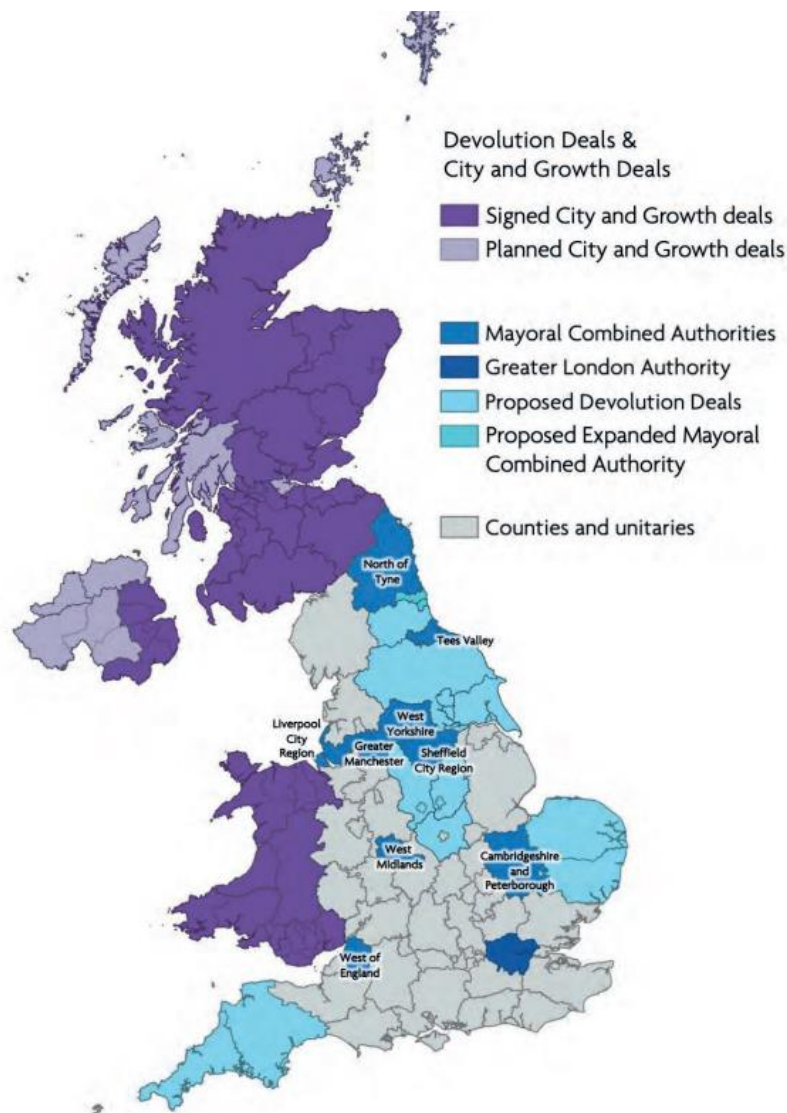 Devolution Deals &
City and Growth Deals
Signed City and Growth deals
Planned City and Growth deals
Mayoral Combined Authorities
Greater London Authority
Proposed Devolution Deals
Proposed Expanded Mayoral
Combined Authority
Counties and unitaries
North of
Tyne
Tees Valley
West
Yorkshire
Liverpool
City
Region
Greater
Manchester
Sheffield
City Region
West
Midlands
Cambridgeshire
and
Peterborough
West of
England